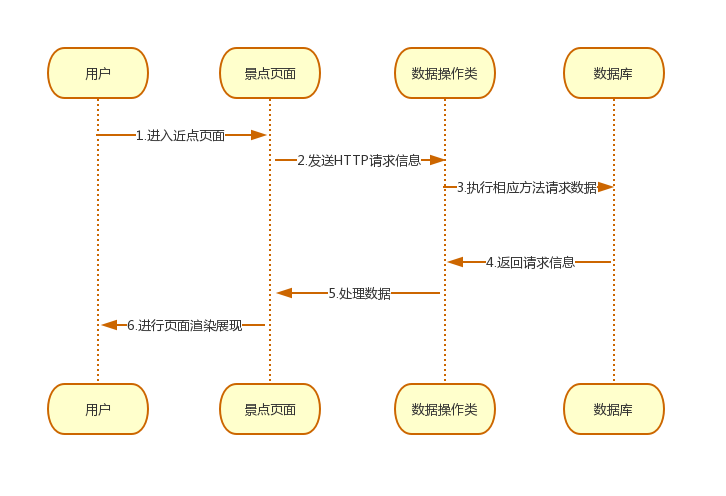 用户
景点页面
数据操作类
数据库
1.进入近点页面
2.发送HTTP请求信息
3.执行相应方法请求数据
4.返回请求信息
5.处理数据
6.进行页面渲染展现
用户
景点页面
数据操作类
数据库